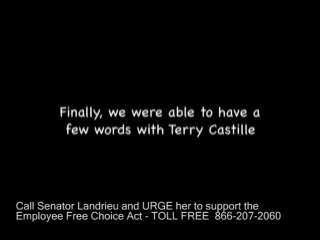 Finally, we were able to have a
few words with Terry Castille
Call Senator Landrieu and URGE her to support the
Employee Free Choice Act - TOLL FREE  866-207-2060